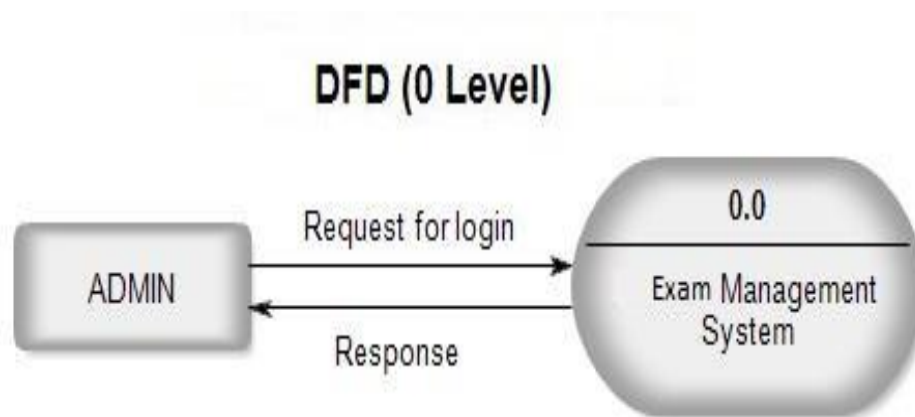 DFD (0 Level)
0.0
Request for login
ADMIN
Exam Management
System
Response